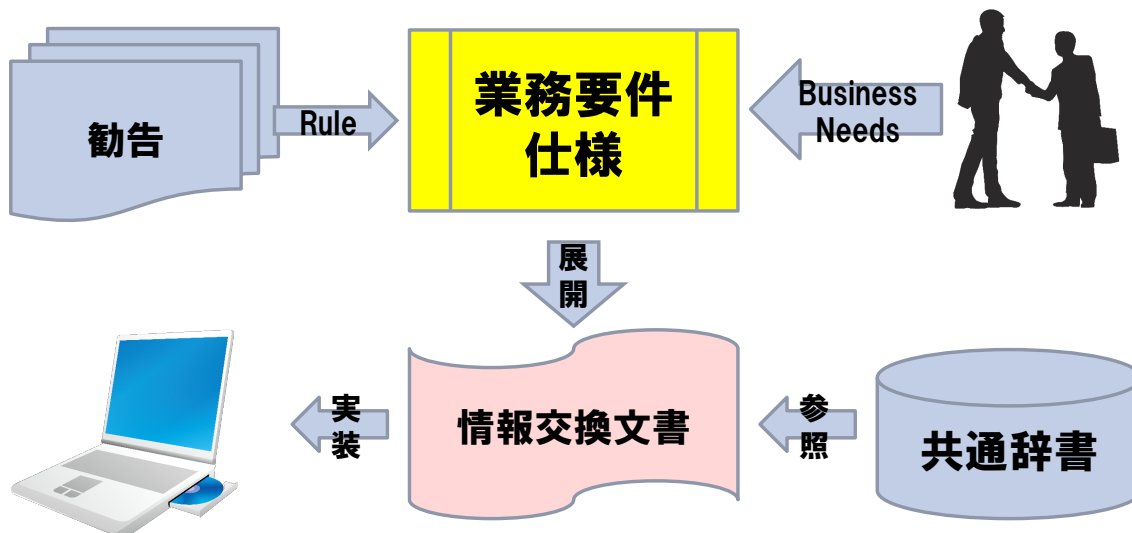 勧告
Rule
業務要件
仕様
Business
Needs
展
開
実
装
情報交換文書
参
照
共通辞書